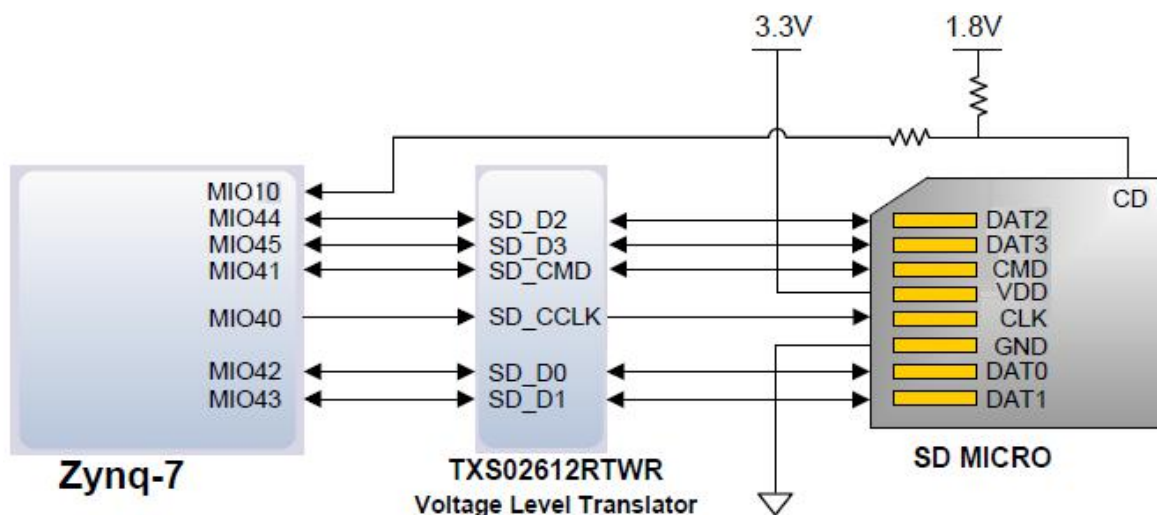 3.3V 1.8V
CD
MIO10
MIO44 SD_D2 DAT2
MIO45 SD_D3 DAT3
MIO41 SD_CMD CMD
VDD
MIO40 SD_CCLK CLK
GND
MIO42 SD_D0 DAT0
MIO43 SD_D1 DAT1
Zynq-7 TXS02612RTWR SD MICRO
Voltage Level Translator